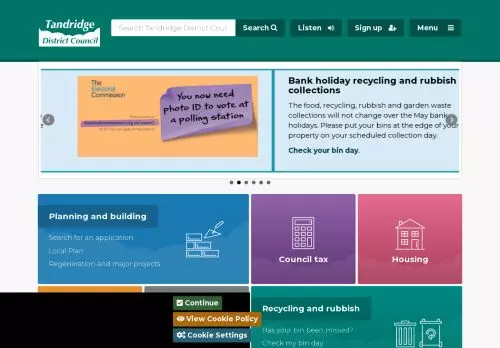 Tandridge
District Council
Search Tandridge District Coun
Search
Listen
Sign up
Menu
The
Electoral
Commission
You now need
photo ID to vote at
a polling station
Bank holiday recycling and rubbish
collections
The food, recycling, rubbish and garden waste
collections will not change over the May bank
holidays. Please put your bins at the edge of your
property on your scheduled collection day.
Check your bin day.
Planning and building
Search for an application
Local Plan
Regeneration and major projects
Council tax
Housing
Continue
View Cookie Policy
Cookie Settings
Recycling and rubbish
Has your bin been missed?
Check my bin day